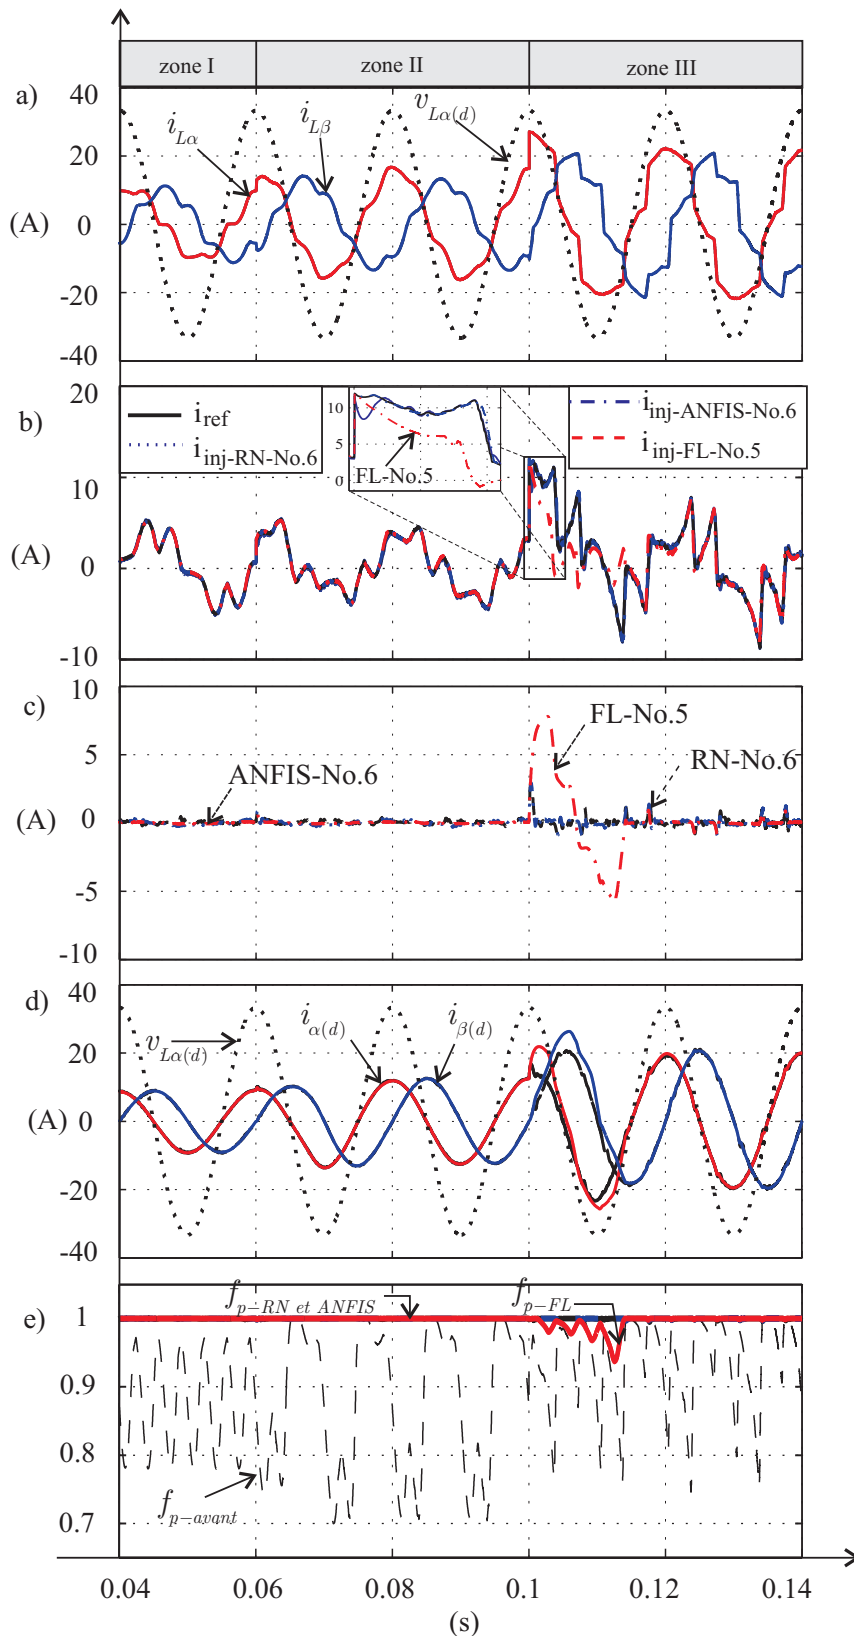 zone I zone II zone III
a)
40
20
(A) 0
-20
-40
i_Lα
i_Lβ
v_Lα(d)
b)
20
10
(A) 0
-10
i_ref
i_inj-RN-No.6
i_inj-ANFIS-No.6
i_inj-FL-No.5
10
5
0
FL-No.5
c)
10
5
(A) 0
-5
-10
ANFIS-No.6
FL-No.5
RN-No.6
d)
40
20
(A) 0
-20
-40
v_Lα(d)
i_α(d)
i_β(d)
e)
1
0.9
0.8
0.7
f_p−RN et ANFIS
f_p−FL
f_p−avant
0.04 0.06 0.08 0.1 0.12 0.14
(s)